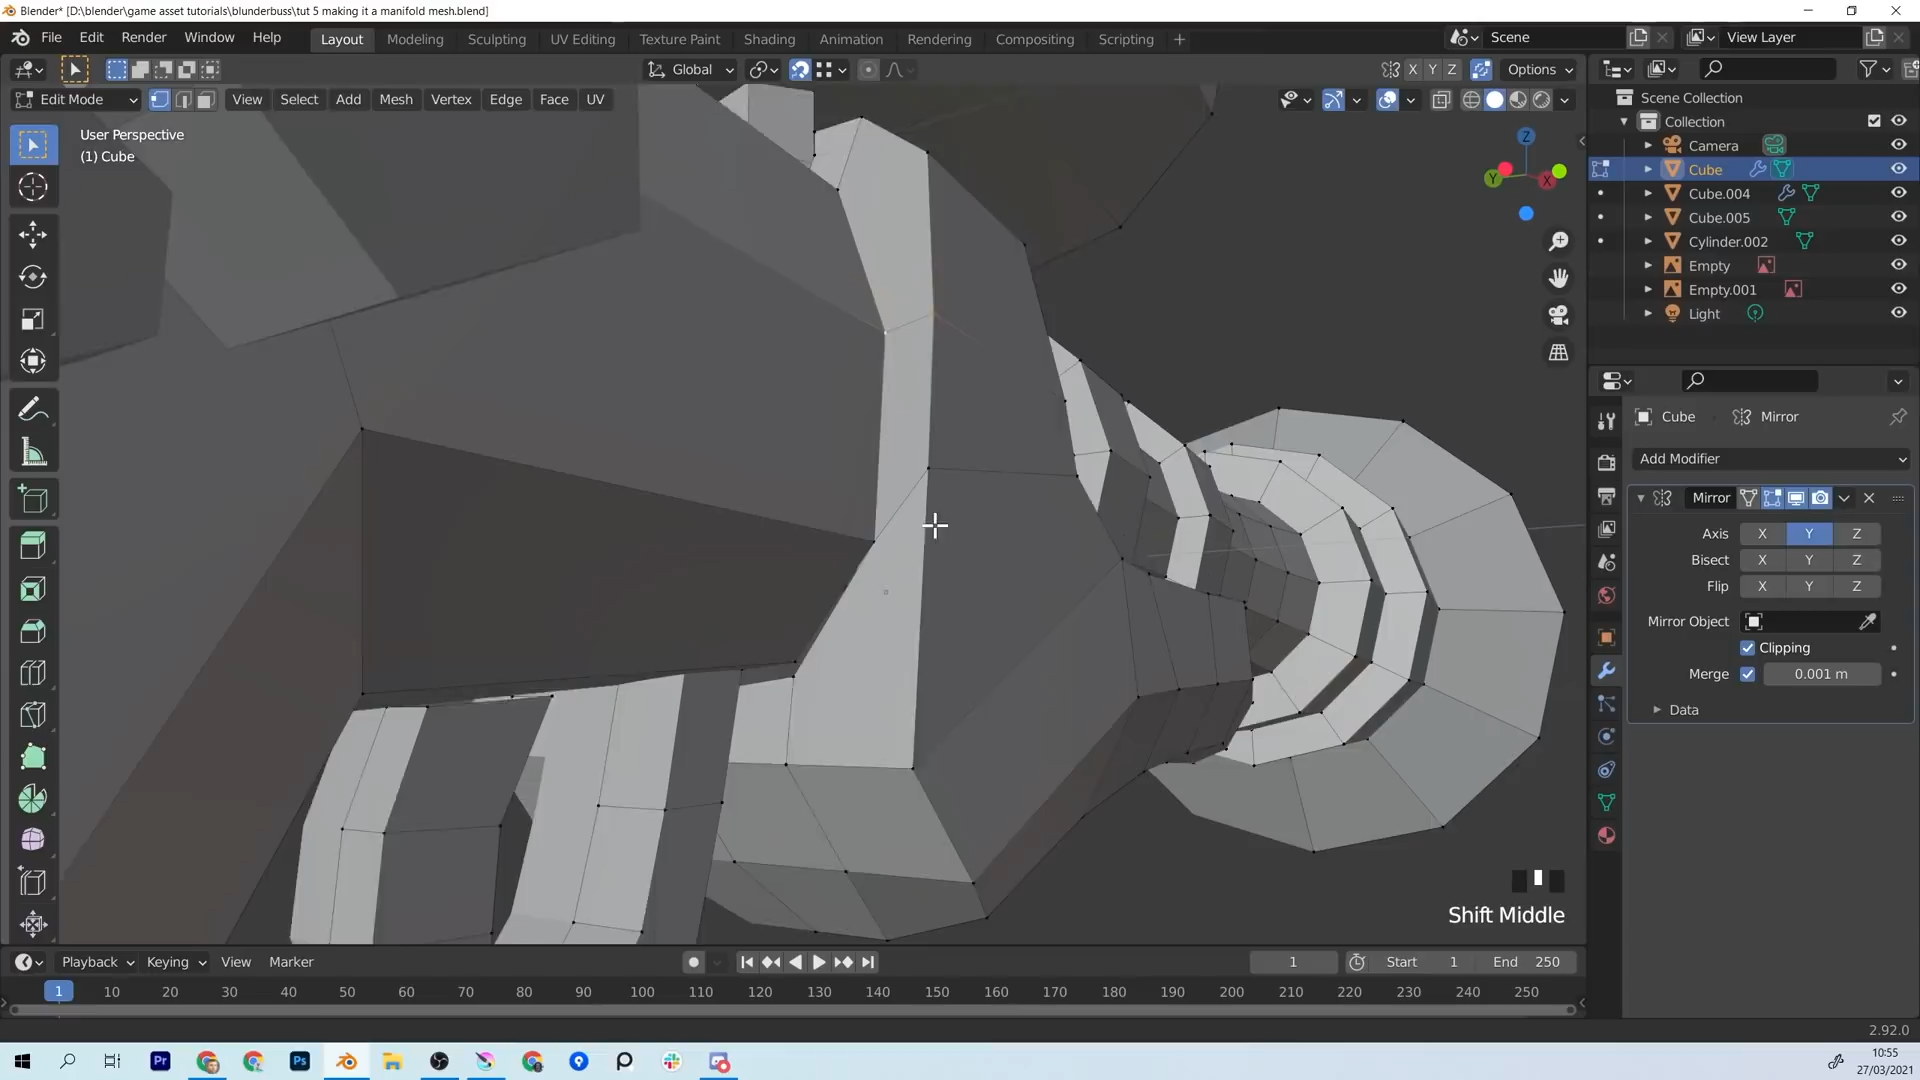 Blender* [D:\blender\game asset tutorials\blunderbuss\tut 5 making it a manifold mesh.blend]
File Edit Render Window Help
Layout Modeling Sculpting UV Editing Texture Paint Shading Animation Rendering Compositing Scripting +
Scene
View Layer
Global
X Y Z
Options
Edit Mode View Select Add Mesh Vertex Edge Face UV
User Perspective
(1) Cube
Z
Y
X
Shift Middle
Scene Collection
Collection
Camera
Cube
Cube.004
Cube.005
Cylinder.002
Empty
Empty.001
Light
Cube Mirror
Add Modifier
Mirror
Axis X Y Z
Bisect X Y Z
Flip X Y Z
Mirror Object
Clipping
Merge 0.001 m
Data
Playback Keying View Marker
1
Start 1
End 250
1 10 20 30 40 50 60 70 80 90 100 110 120 130 140 150 160 170 180 190 200 210 220 230 240 250
2.92.0
Pr
Ps
10:55
27/03/2021